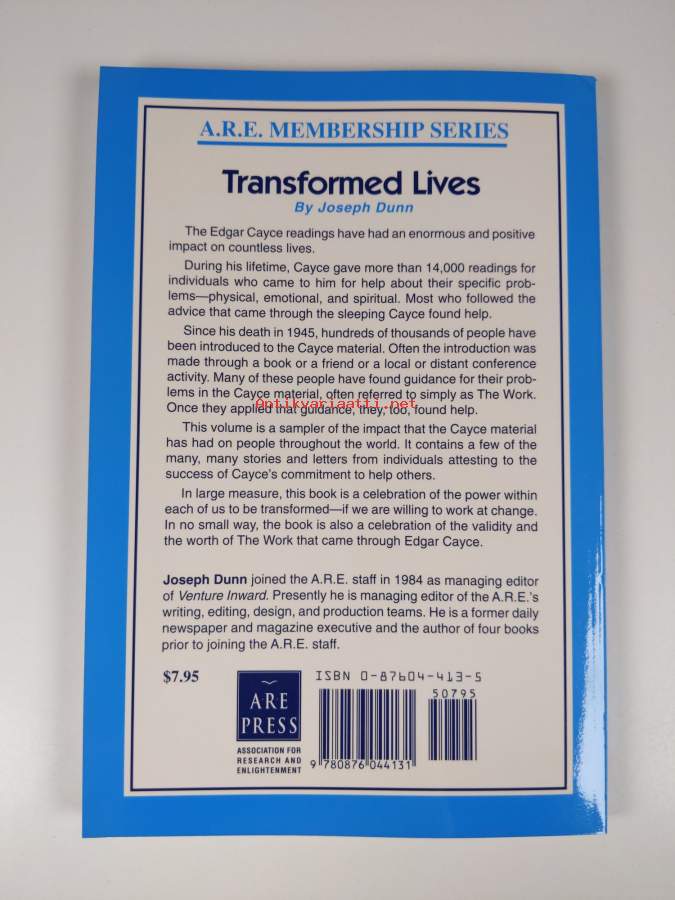 A.R.E. MEMBERSHIP SERIES
Transformed Lives
By Joseph Dunn
The Edgar Cayce readings have had an enormous and positive
impact on countless lives.
During his lifetime, Cayce gave more than 14,000 readings for
individuals who came to him for help about their specific prob-
lems—physical, emotional, and spiritual. Most who followed the
advice that came through the sleeping Cayce found help.
Since his death in 1945, hundreds of thousands of people have
been introduced to the Cayce material. Often the introduction was
made through a book or a friend or a local or distant conference
activity. Many of these people have found guidance for their prob-
lems in the Cayce material, often referred to simply as The Work.
Antikvariaatti.net
Once they applied that guidance, they, too, found help.
This volume is a sampler of the impact that the Cayce material
has had on people throughout the world. It contains a few of the
many, many stories and letters from individuals attesting to the
success of Cayce's commitment to help others.
In large measure, this book is a celebration of the power within
each of us to be transformed—if we are willing to work at change.
In no small way, the book is also a celebration of the validity and
the worth of The Work that came through Edgar Cayce.
Joseph Dunn joined the A.R.E. staff in 1984 as managing editor
of Venture Inward. Presently he is managing editor of the A.R.E.'s
writing, editing, design, and production teams. He is a former daily
newspaper and magazine executive and the author of four books
prior to joining the A.R.E. staff.
$7.95
ARE
PRESS
ASSOCIATION FOR
RESEARCH AND
ENLIGHTENMENT
ISBN 0-87604-413-5
50795
9 780876 044131